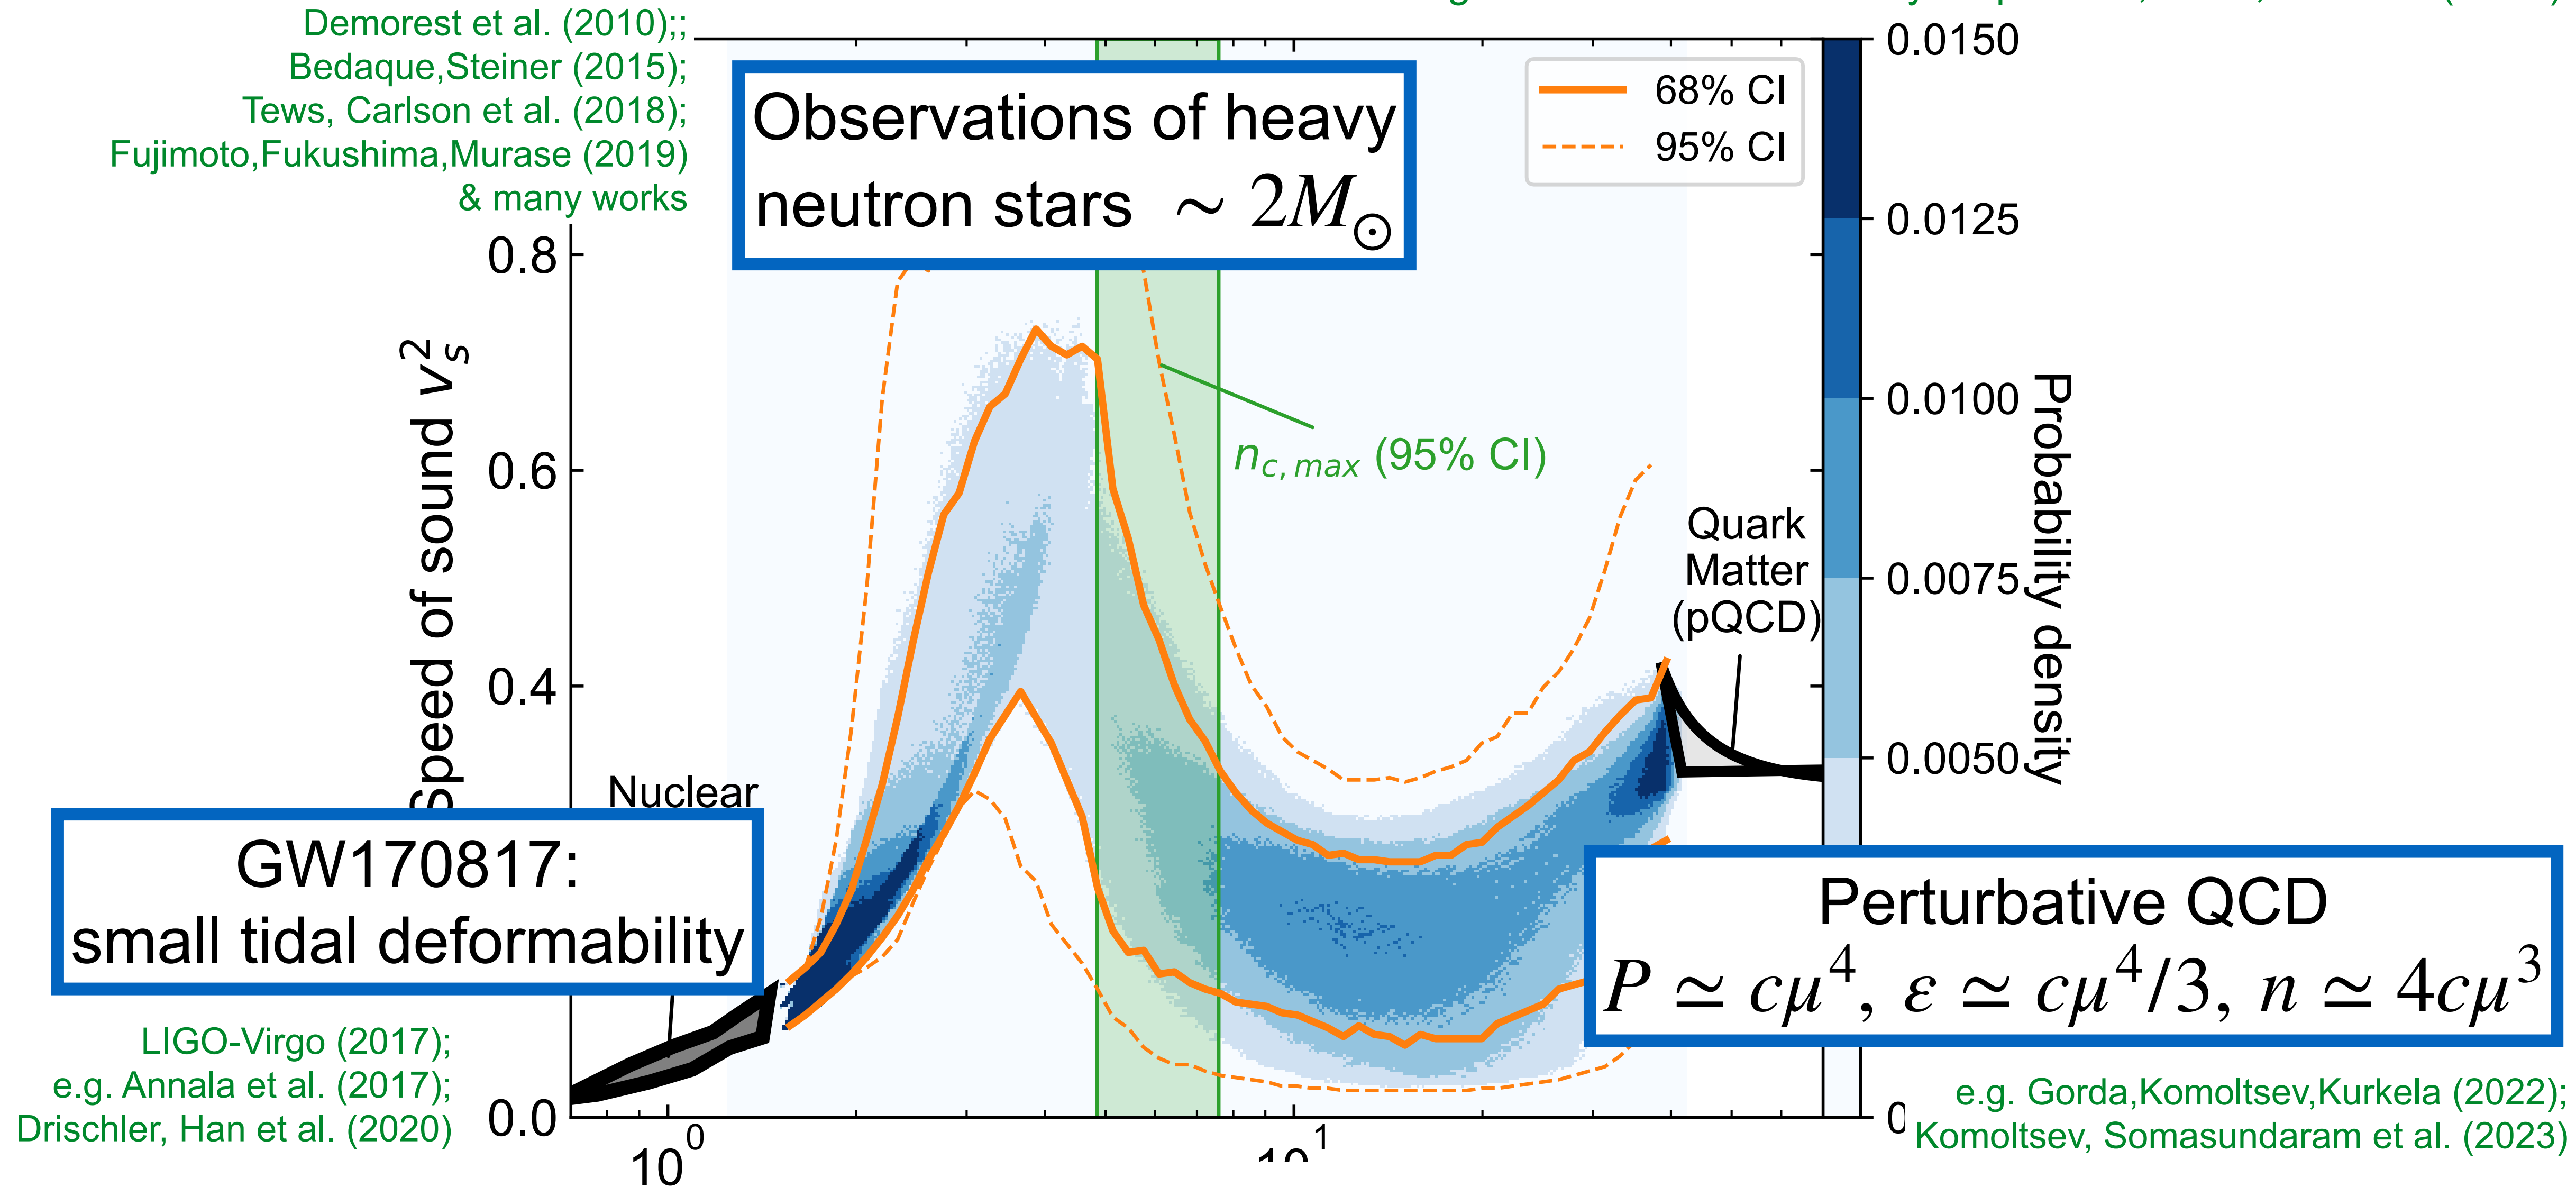 Demorest et al. (2010);;
Bedaque,Steiner (2015);
Tews, Carlson et al. (2018);
Fujimoto,Fukushima,Murase (2019)
& many works
Observations of heavy
neutron stars ~ 2M⊙
68% CI
95% CI
0.8
0.6
0.4
0.0
Speed of sound v_s^2
n_{c, max} (95% CI)
Quark
Matter
(pQCD)
Nuclear
GW170817:
small tidal deformability
LIGO-Virgo (2017);
e.g. Annala et al. (2017);
Drischler, Han et al. (2020)
10^0
10^1
0.0150
0.0125
0.0100
0.0075
0.0050
Probability density
Perturbative QCD
P ≃ cμ^4, ε ≃ cμ^4/3, n ≃ 4cμ^3
e.g. Gorda,Komoltsev,Kurkela (2022);
Komoltsev, Somasundaram et al. (2023)